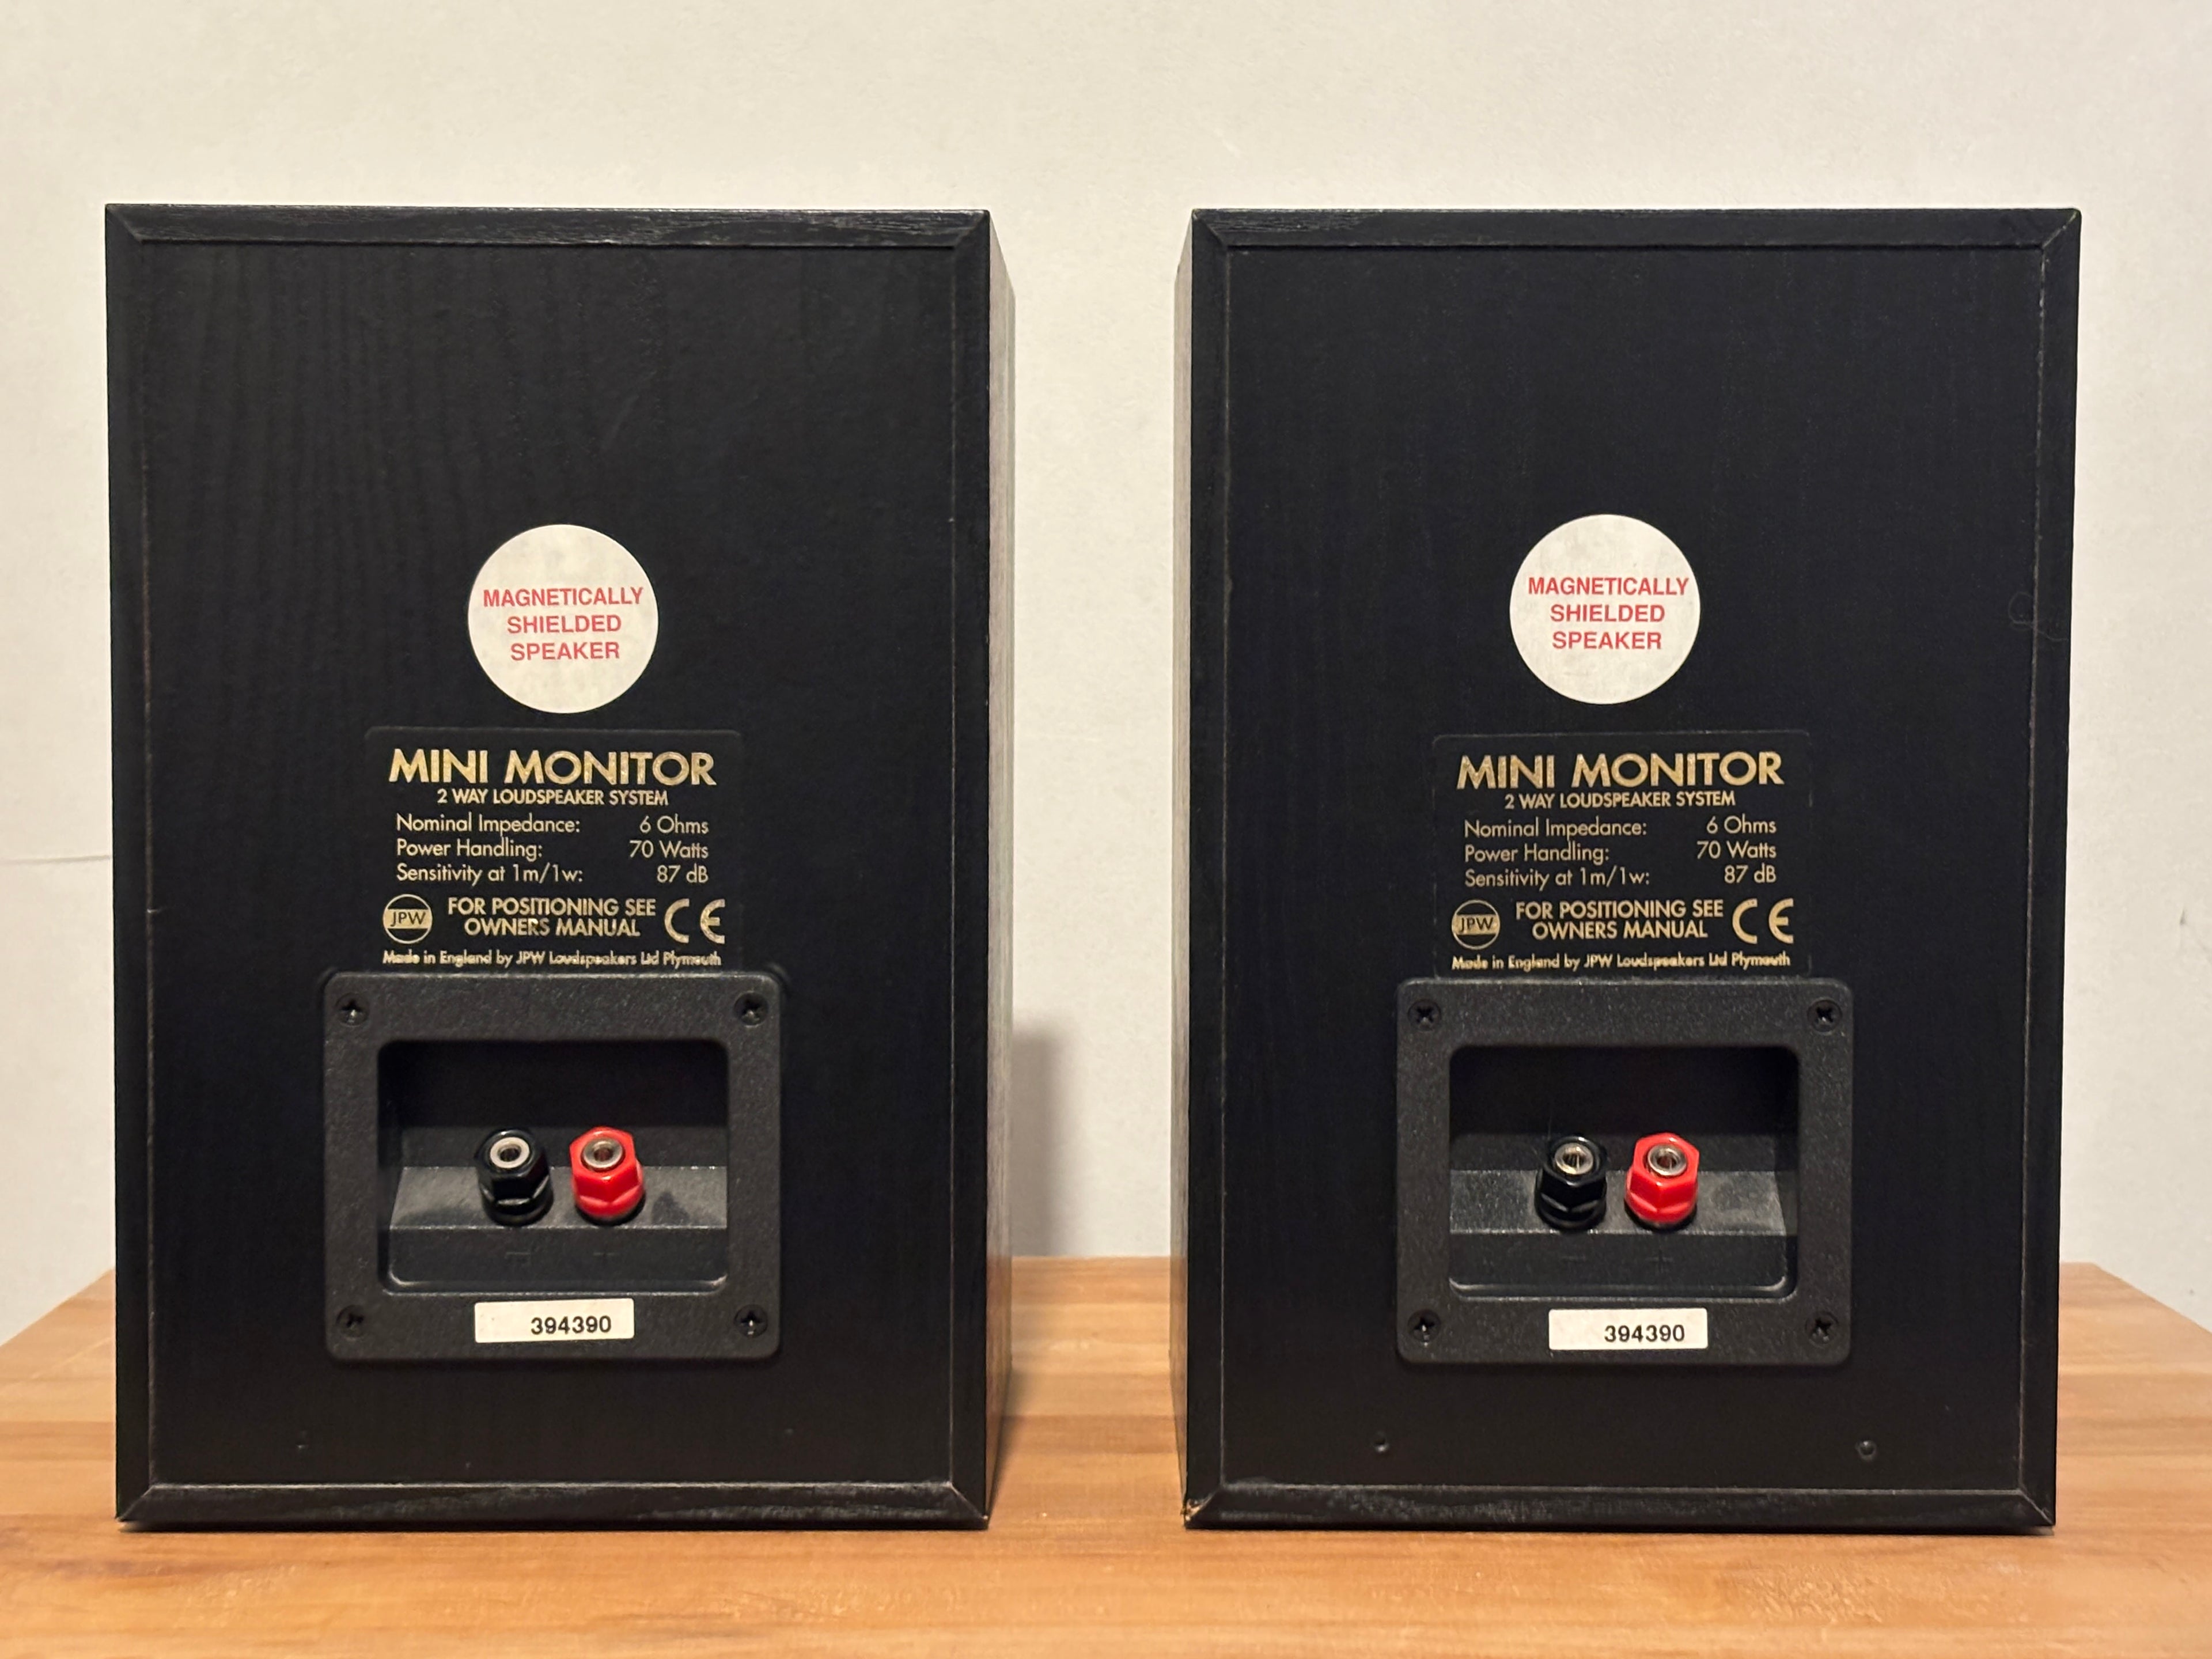 MAGNETICALLY
SHIELDED
SPEAKER
MINI MONITOR
2 WAY LOUDSPEAKER SYSTEM
Nominal Impedance: 6 Ohms
Power Handling: 70 Watts
Sensitivity at 1m/1w: 87 dB
JPW
FOR POSITIONING SEE
OWNERS MANUAL
CE
Made in England by JPW Loudspeakers Ltd Plymouth
- +
394390
MAGNETICALLY
SHIELDED
SPEAKER
MINI MONITOR
2 WAY LOUDSPEAKER SYSTEM
Nominal Impedance: 6 Ohms
Power Handling: 70 Watts
Sensitivity at 1m/1w: 87 dB
JPW
FOR POSITIONING SEE
OWNERS MANUAL
CE
Made in England by JPW Loudspeakers Ltd Plymouth
- +
394390